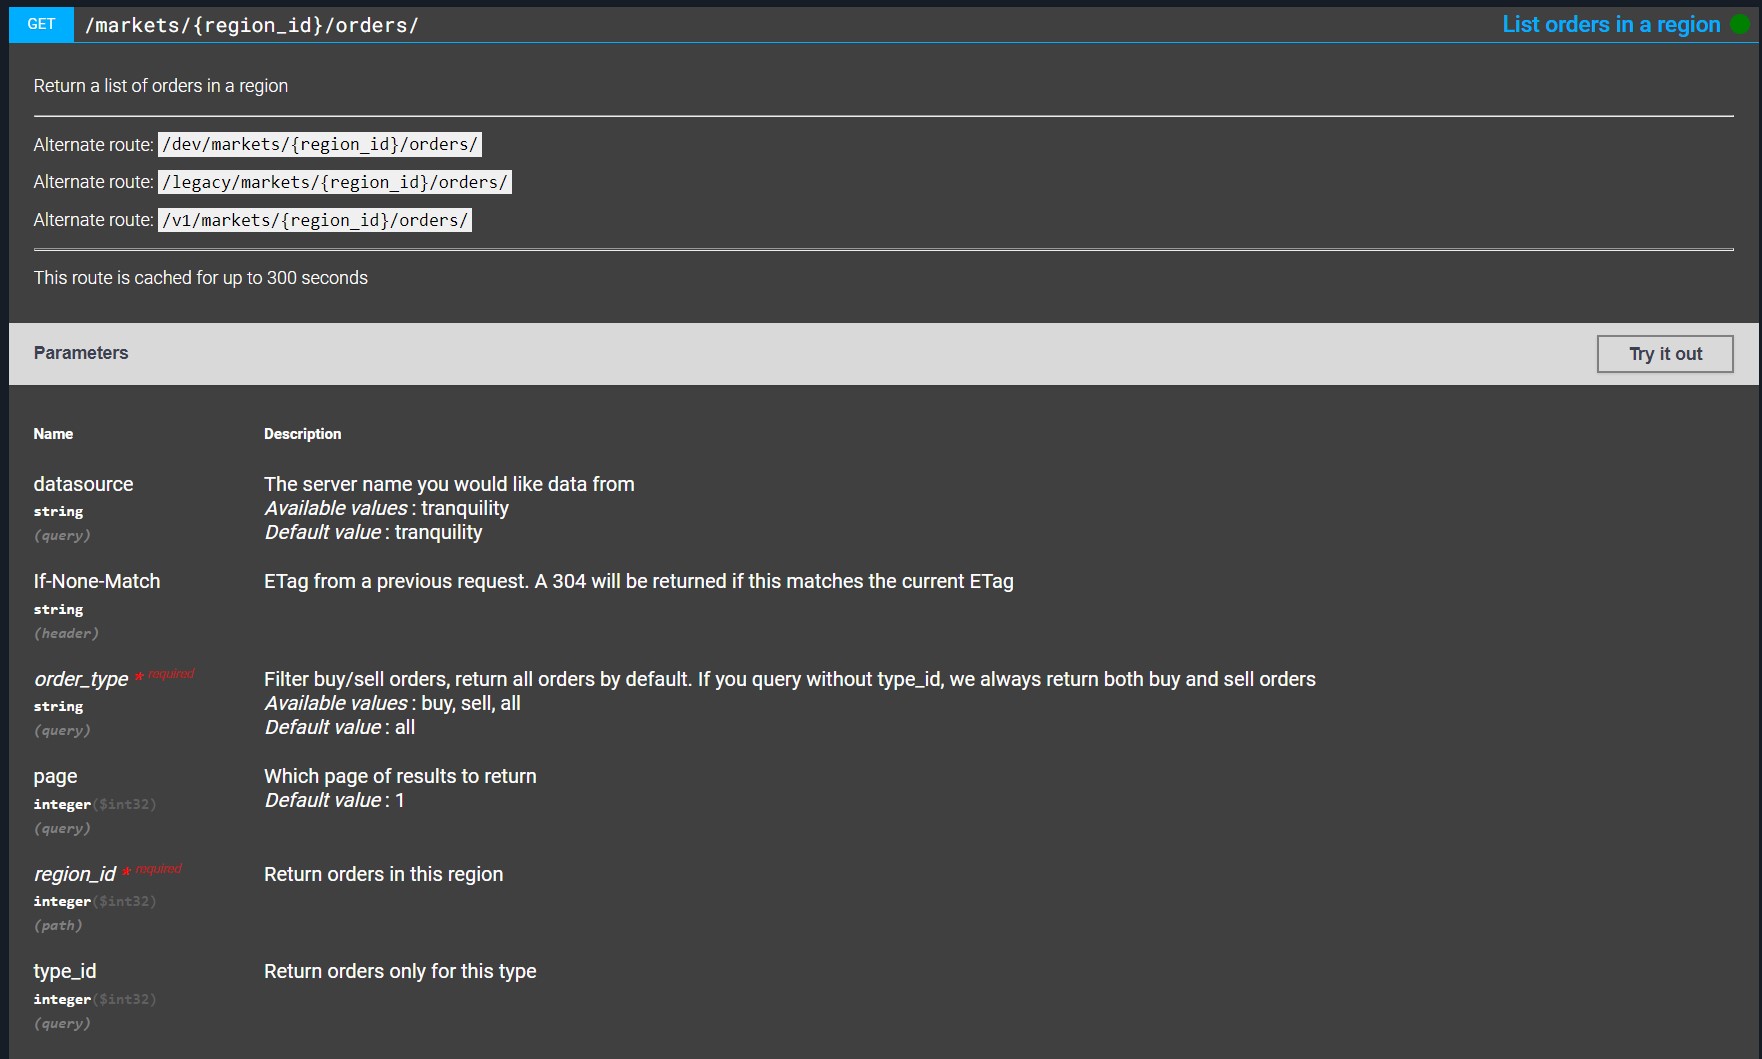 GET /markets/{region_id}/orders/ List orders in a region
Return a list of orders in a region
Alternate route: /dev/markets/{region_id}/orders/
Alternate route: /legacy/markets/{region_id}/orders/
Alternate route: /v1/markets/{region_id}/orders/
This route is cached for up to 300 seconds
Parameters Try it out
Name Description
datasource The server name you would like data from
string Available values : tranquility
(query) Default value : tranquility
If-None-Match ETag from a previous request. A 304 will be returned if this matches the current ETag
string
(header)
order_type * required Filter buy/sell orders, return all orders by default. If you query without type_id, we always return both buy and sell orders
string Available values : buy, sell, all
(query) Default value : all
page Which page of results to return
integer($int32) Default value : 1
(query)
region_id * required Return orders in this region
integer($int32)
(path)
type_id Return orders only for this type
integer($int32)
(query)